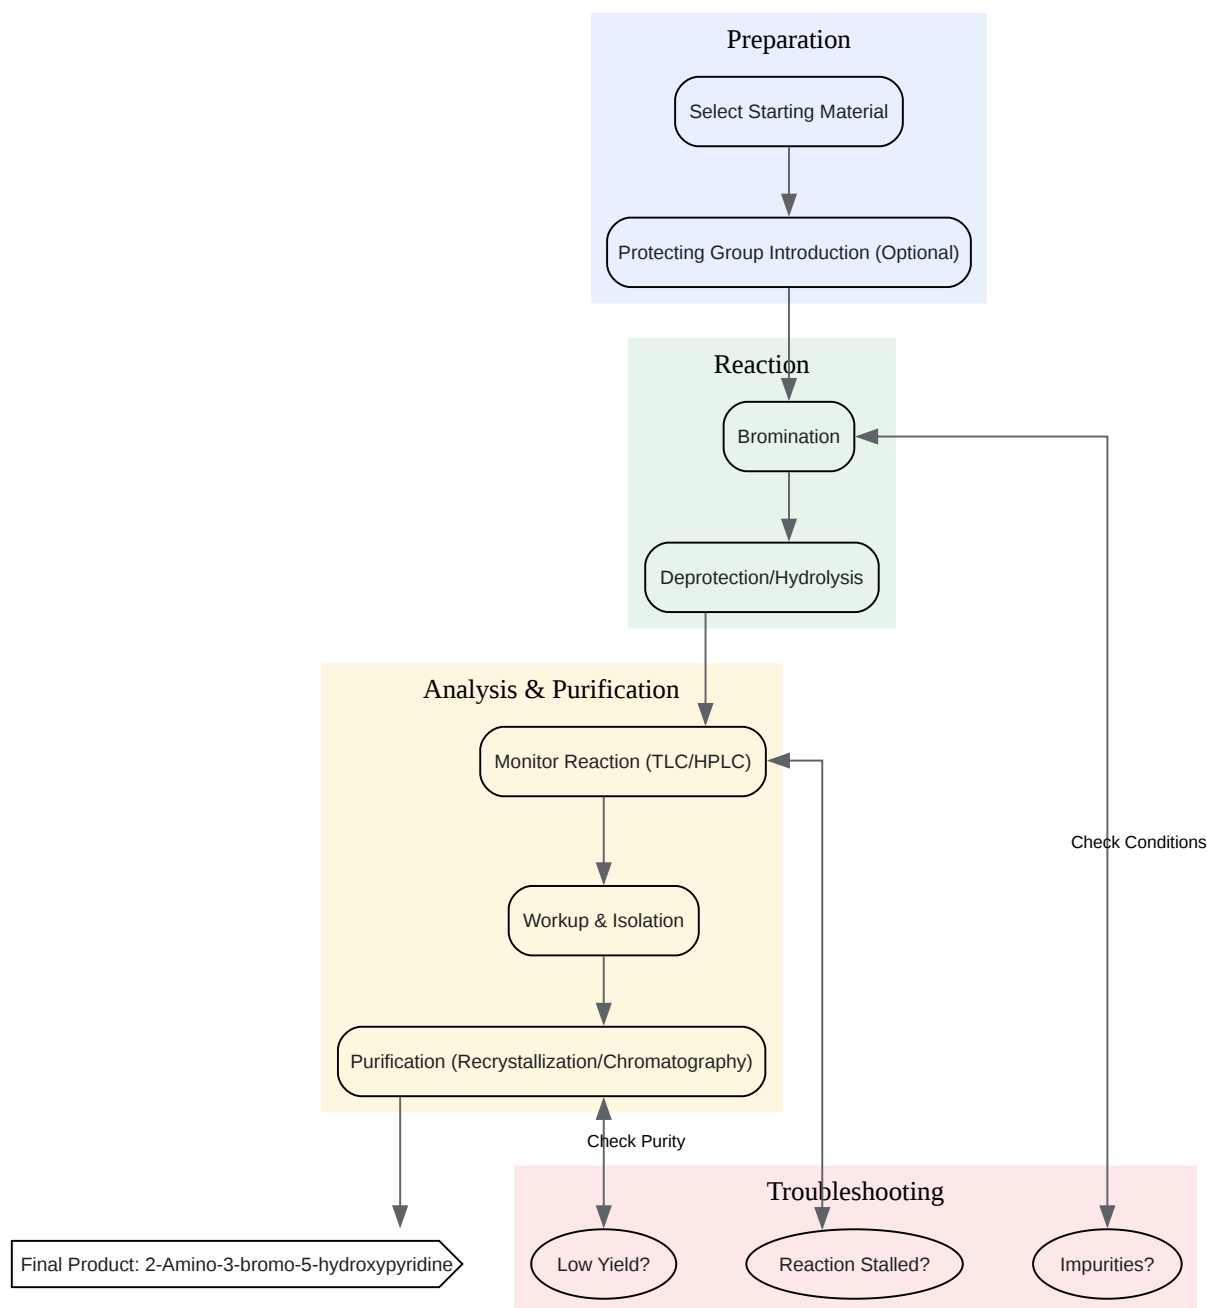 Preparation
Select Starting Material
Protecting Group Introduction (Optional)
Reaction
Bromination
Deprotection/Hydrolysis
Analysis & Purification
Monitor Reaction (TLC/HPLC)
Check Conditions
Workup & Isolation
Purification (Recrystallization/Chromatography)
Check Purity
Troubleshooting
Final Product: 2-Amino-3-bromo-5-hydroxypyridine
Low Yield?
Reaction Stalled?
Impurities?